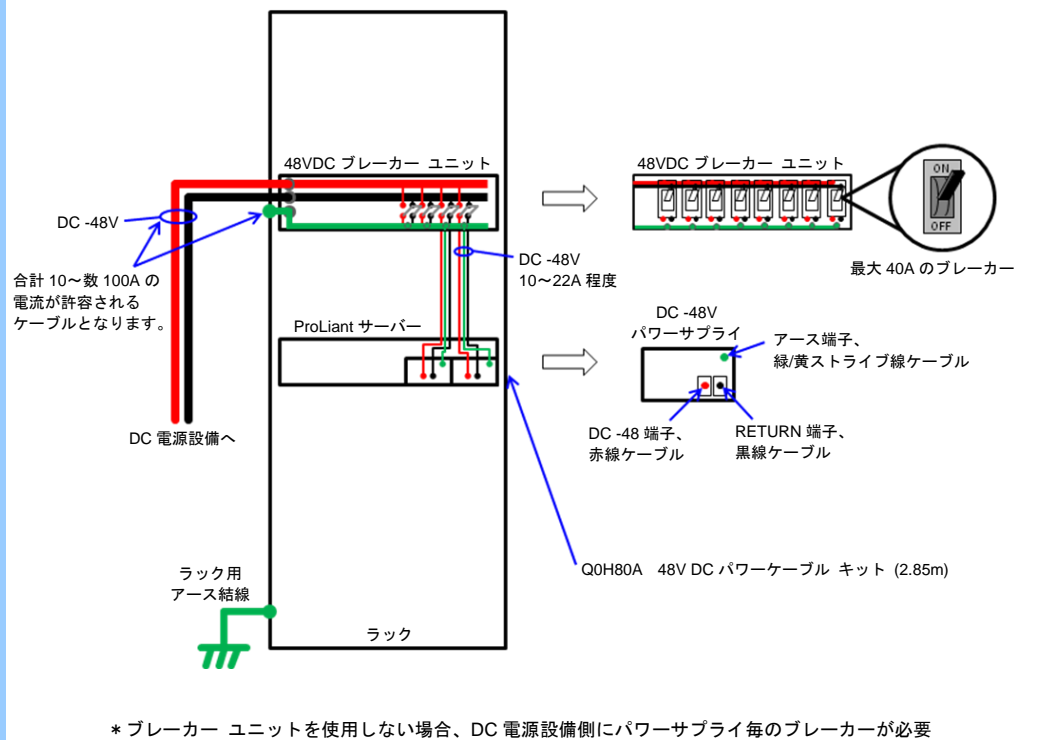 48VDC ブレーカー ユニット
48VDC ブレーカー ユニット
ON
OFF
DC -48V
最大 40A のブレーカー
DC -48V
10～22A 程度
合計 10～数 100A の
電流が許容される
ケーブルとなります。
ProLiant サーバー
DC -48V
パワーサプライ
アース端子、
緑/黄ストライブ線ケーブル
DC 電源設備へ
DC -48 端子、
赤線ケーブル
RETURN 端子、
黒線ケーブル
Q0H80A 48V DC パワーケーブル キット (2.85m)
ラック用
アース結線
ラック
* ブレーカー ユニットを使用しない場合、DC 電源設備側にパワーサプライ毎のブレーカーが必要